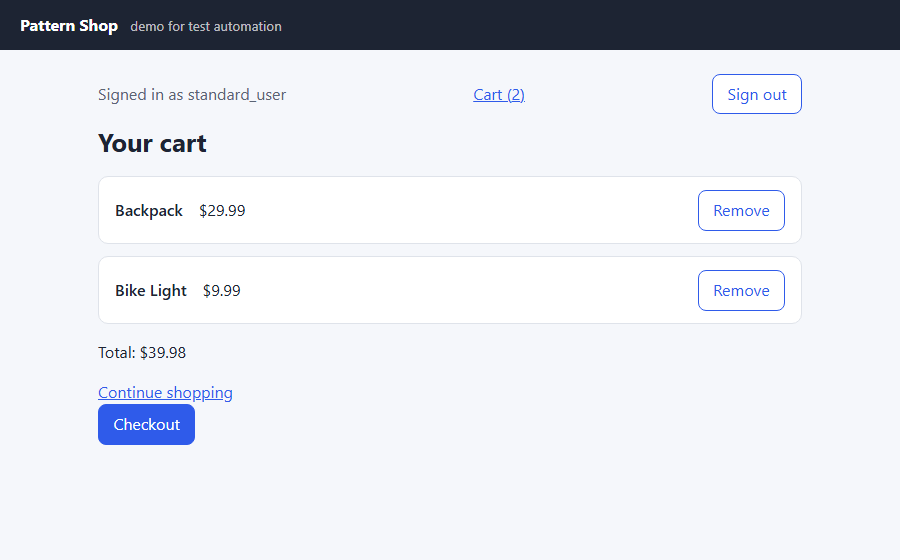 Pattern Shop demo for test automation
Signed in as standard_user Cart (2) Sign out
Your cart
Backpack $29.99 Remove
Bike Light $9.99 Remove
Total: $39.98
Continue shopping
Checkout